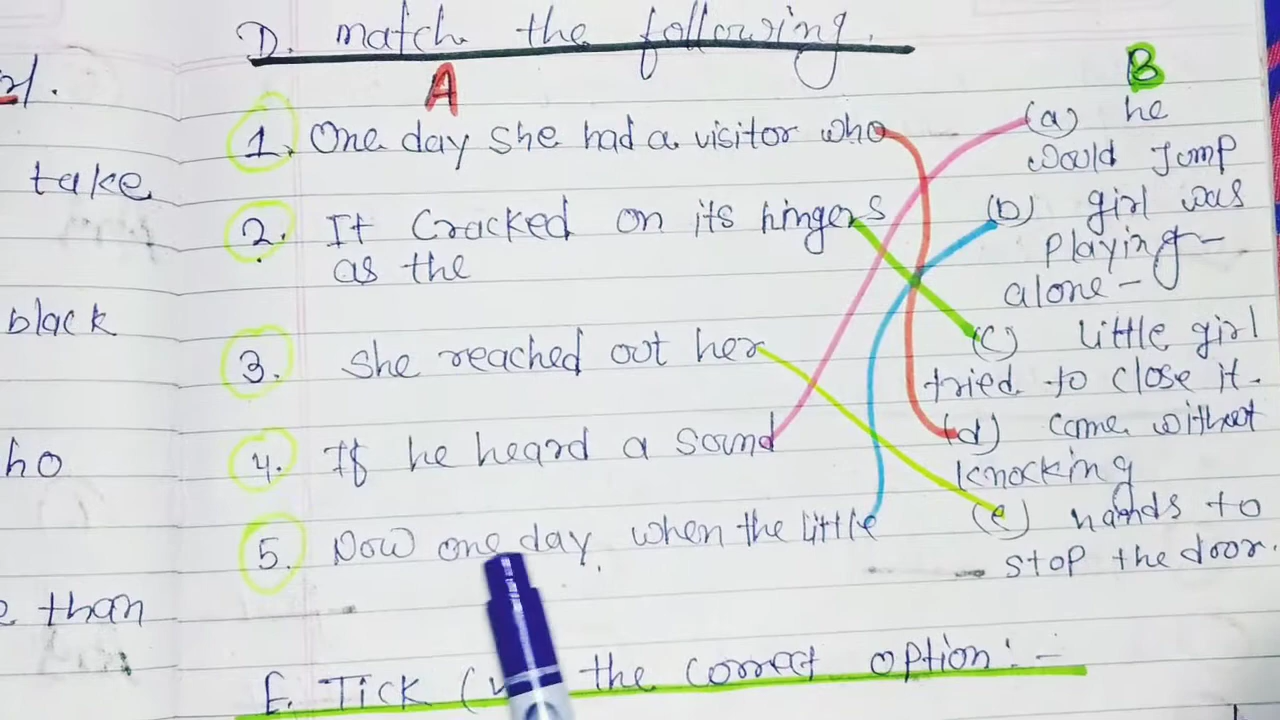 D. match the following.
A
B
1. One day she had a visitor who
(a) he
would Jump
2. It cracked on its hingers
as the
(b) girl was
playing-
alone-
3. She reached out her
(c) little girl
tried to close it.
4. If he heard a sound
(d) came without
knocking
5. Now one day, when the little
(e) hands to
stop the door.
E. Tick ( the correct option:-
take
black
ho
than